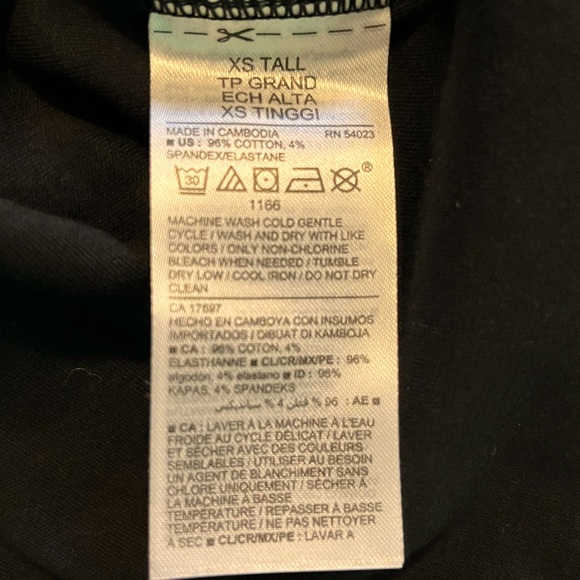 XS TALL
TP GRAND
ECH ALTA
XS TINGGI
MADE IN CAMBODIA RN 54023
■ US : 96% COTTON, 4%
SPANDEX/ELASTANE
30
®
1166
MACHINE WASH COLD GENTLE
CYCLE / WASH AND DRY WITH LIKE
COLORS / ONLY NON-CHLORINE
BLEACH WHEN NEEDED / TUMBLE
DRY LOW / COOL IRON / DO NOT DRY
CLEAN
CA 17697
HECHO EN CAMBOYA CON INSUMOS
IMPORTADOS / DIBUAT DI KAMBOJA
■ CA : 96% COTON, 4%
ELASTHANNE ■ CL/CR/MX/PE : 96%
algodón, 4% elastano ■ ID : 96%
KAPAS, 4% SPANDEKS
■ AE : 96 % قطن 4 % سباندیکس
■ CA : LAVER À LA MACHINE À L'EAU
FROIDE AU CYCLE DÉLICAT / LAVER
ET SÉCHER AVEC DES COULEURS
SEMBLABLES / UTILISER AU BESOIN
UN AGENT DE BLANCHIMENT SANS
CHLORE UNIQUEMENT / SÉCHER À
LA MACHINE À BASSE
TEMPÉRATURE / REPASSER À BASSE
TEMPÉRATURE / NE PAS NETTOYER
À SEC ■ CL/CR/MX/PE : LAVAR A